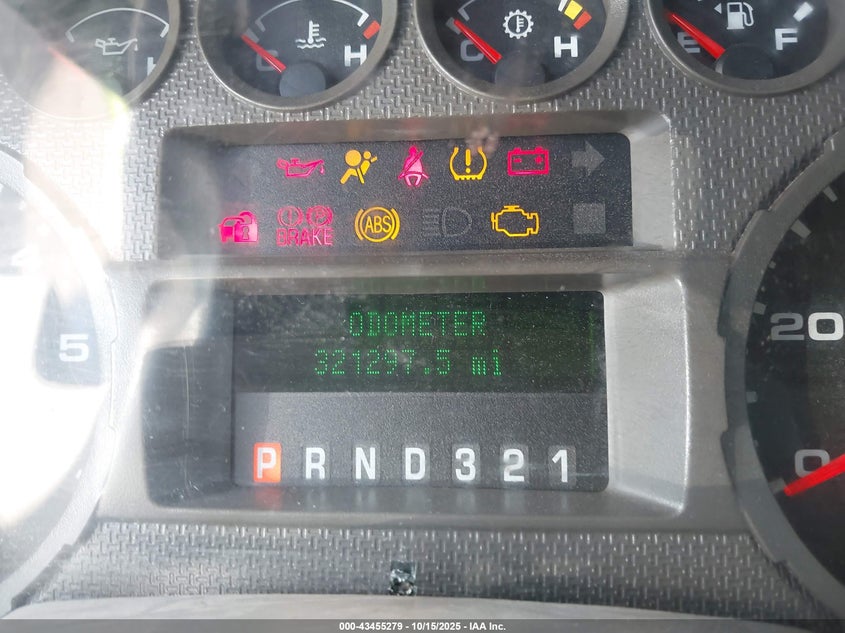 H
C H
C H
E F
BRAKE
ABS
5
ODOMETER
321297.5 mi
20
0
P R N D 3 2 1
000-43455279 - 10/15/2025 - IAA Inc.